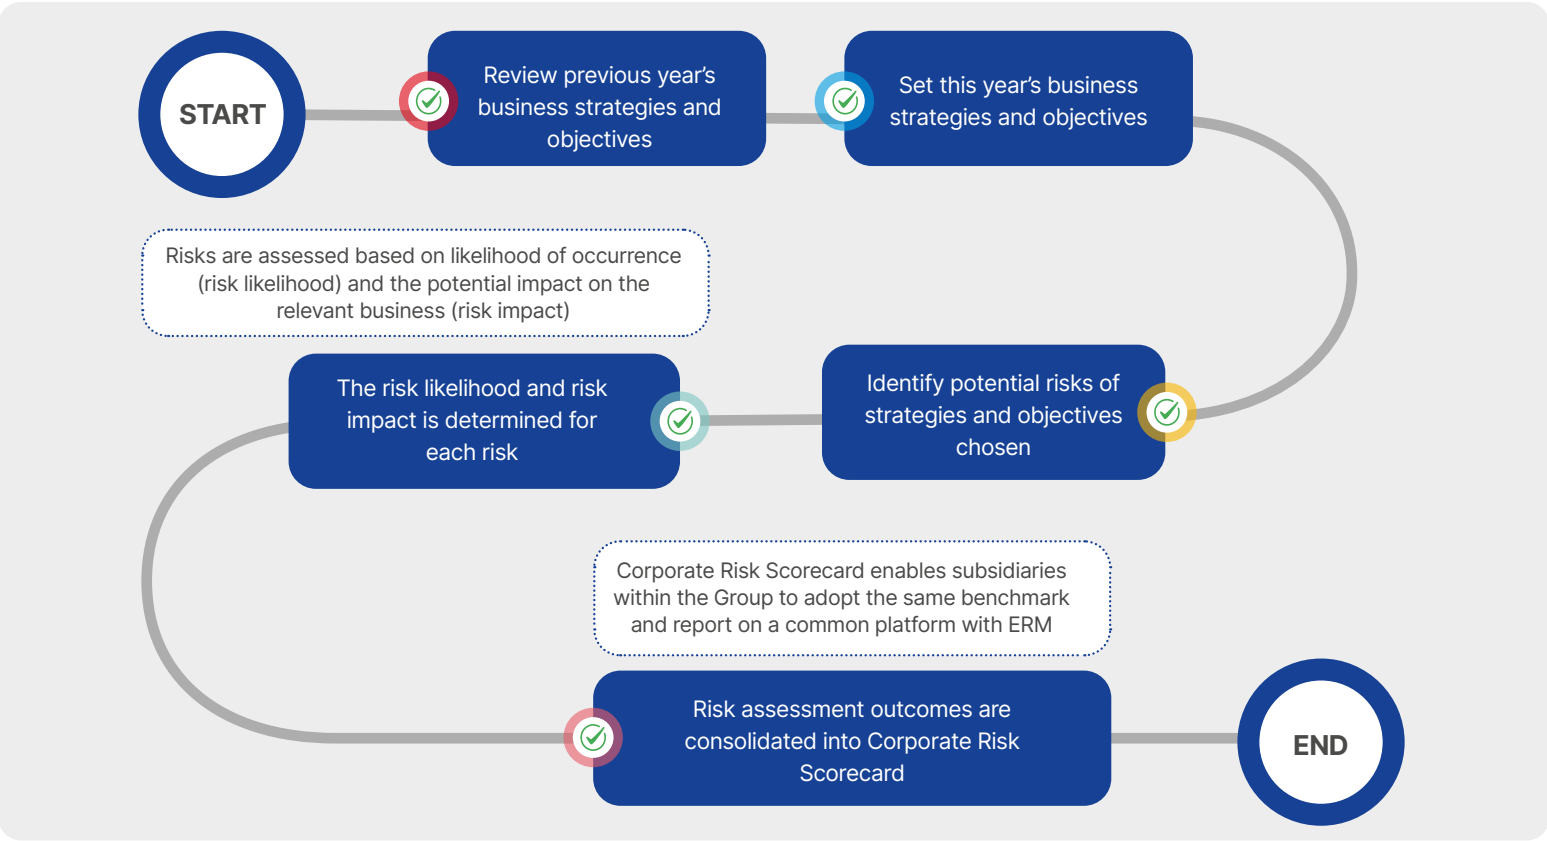 START
Review previous year’s
business strategies and
objectives
Set this year’s business
strategies and objectives
Risks are assessed based on likelihood of occurrence
(risk likelihood) and the potential impact on the
relevant business (risk impact)
Identify potential risks of
strategies and objectives
chosen
The risk likelihood and risk
impact is determined for
each risk
Corporate Risk Scorecard enables subsidiaries
within the Group to adopt the same benchmark
and report on a common platform with ERM
Risk assessment outcomes are
consolidated into Corporate Risk
Scorecard
END